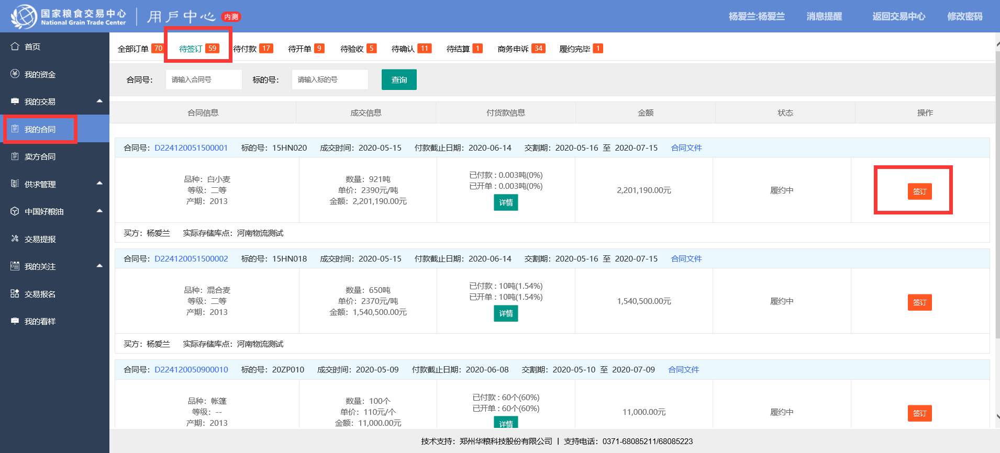 国家粮食交易中心
National Grain Trade Center
用户中心 内测
杨爱兰:杨爱兰 消息提醒 返回交易中心 修改密码
首页
我的资金
我的交易
我的合同
卖方合同
供求管理
中国好粮油
交易提报
我的关注
交易报名
我的看样
全部订单 70 待签订 59 待付款 17 待开单 9 待验收 5 待确认 11 待结算 1 商务申诉 34 履约完毕 1
合同号： 请输入合同号 标的号： 请输入标的号 查询
合同信息 成交信息 付货款信息 金额 状态 操作
合同号：D224120051500001 标的号：15HN020 成交时间：2020-05-15 付款截止日期：2020-06-14 交割期：2020-05-16 至 2020-07-15 合同文件
品种：白小麦
等级：二等
产期：2013
数量：921吨
单价：2390元/吨
金额：2,201,190.00元
已付款 : 0.003吨(0%)
已开单 : 0.003吨(0%)
详情
2,201,190.00元
履约中
签订
买方：杨爱兰 实际存储库点：河南物流测试
合同号：D224120051500002 标的号：15HN018 成交时间：2020-05-15 付款截止日期：2020-06-14 交割期：2020-05-16 至 2020-07-15 合同文件
品种：混合麦
等级：二等
产期：2013
数量：650吨
单价：2370元/吨
金额：1,540,500.00元
已付款 : 10吨(1.54%)
已开单 : 10吨(1.54%)
详情
1,540,500.00元
履约中
签订
买方：杨爱兰 实际存储库点：河南物流测试
合同号：D224120050900010 标的号：20ZP010 成交时间：2020-05-09 付款截止日期：2020-06-08 交割期：2020-05-10 至 2020-07-09 合同文件
品种：帐篷
等级：--
产期：2013
数量：100个
单价：110元/个
金额：11,000.00元
已付款 : 60个(60%)
已开单 : 60个(60%)
详情
11,000.00元
履约中
签订
技术支持：郑州华粮科技股份有限公司 | 支持电话：0371-68085211/68085223